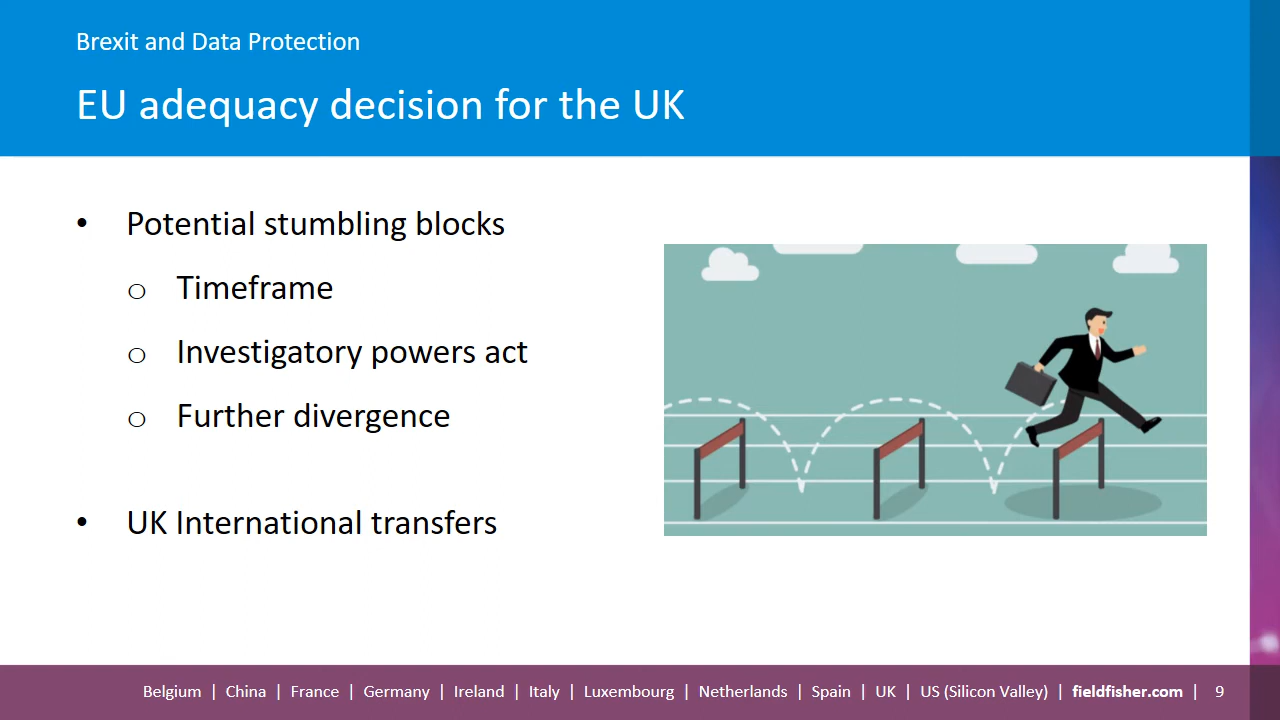 Brexit and Data Protection
EU adequacy decision for the UK
• Potential stumbling blocks
o Timeframe
o Investigatory powers act
o Further divergence
• UK International transfers
Belgium | China | France | Germany | Ireland | Italy | Luxembourg | Netherlands | Spain | UK | US (Silicon Valley) | fieldfisher.com | 9